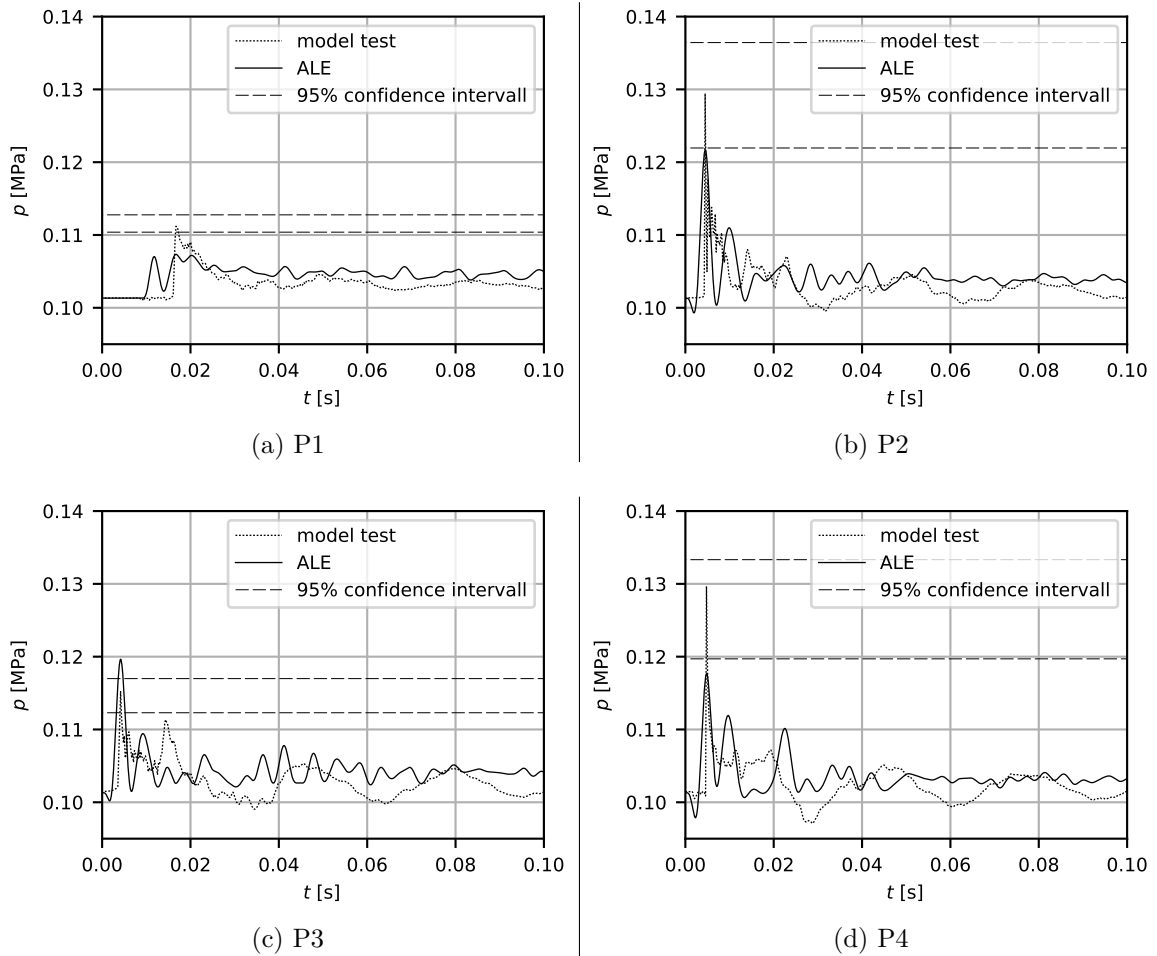 0.14
0.13
0.12
0.11
0.10
p [MPa]
model test
ALE
95% confidence intervall
0.00 0.02 0.04 0.06 0.08 0.10
t [s]
(a) P1
0.14
0.13
0.12
0.11
0.10
p [MPa]
model test
ALE
95% confidence intervall
0.00 0.02 0.04 0.06 0.08 0.10
t [s]
(b) P2
0.14
0.13
0.12
0.11
0.10
p [MPa]
model test
ALE
95% confidence intervall
0.00 0.02 0.04 0.06 0.08 0.10
t [s]
(c) P3
0.14
0.13
0.12
0.11
0.10
p [MPa]
model test
ALE
95% confidence intervall
0.00 0.02 0.04 0.06 0.08 0.10
t [s]
(d) P4